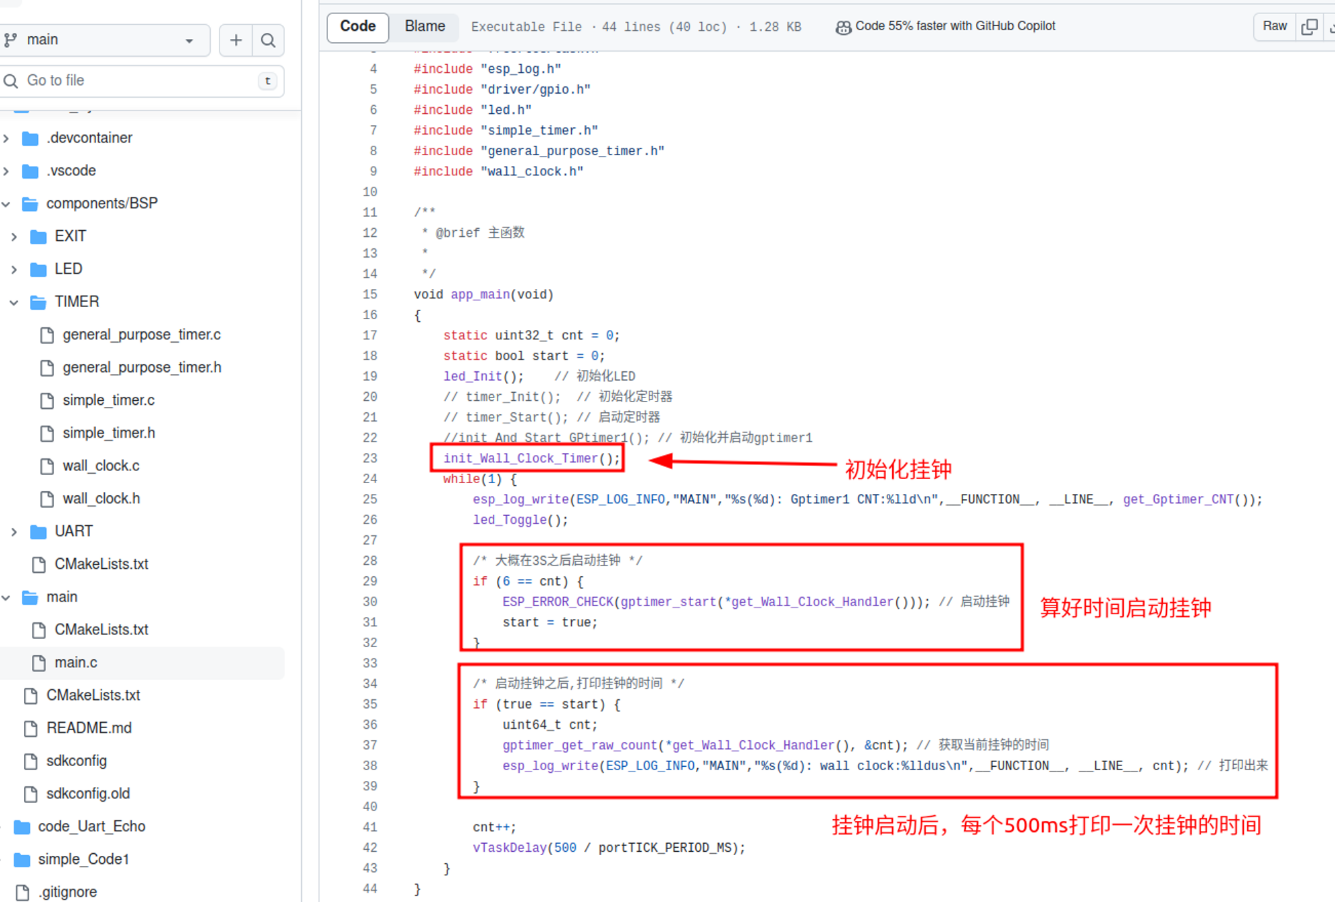 main
Go to file
t
.devcontainer
.vscode
components/BSP
EXIT
LED
TIMER
general_purpose_timer.c
general_purpose_timer.h
simple_timer.c
simple_timer.h
wall_clock.c
wall_clock.h
UART
CMakeLists.txt
main
CMakeLists.txt
main.c
CMakeLists.txt
README.md
sdkconfig
sdkconfig.old
code_Uart_Echo
simple_Code1
.gitignore
Code Blame Executable File · 44 lines (40 loc) · 1.28 KB Code 55% faster with GitHub Copilot Raw
4 #include "esp_log.h"
5 #include "driver/gpio.h"
6 #include "led.h"
7 #include "simple_timer.h"
8 #include "general_purpose_timer.h"
9 #include "wall_clock.h"
10
11 /**
12  * @brief 主函数
13  *
14  */
15 void app_main(void)
16 {
17     static uint32_t cnt = 0;
18     static bool start = 0;
19     led_Init();    // 初始化LED
20     // timer_Init();  // 初始化定时器
21     // timer_Start(); // 启动定时器
22     //init_And_Start_GPtimer1(); // 初始化并启动gptimer1
23     init_Wall_Clock_Timer();
初始化挂钟
24     while(1) {
25         esp_log_write(ESP_LOG_INFO,"MAIN","%s(%d): Gptimer1 CNT:%lld\n",__FUNCTION__, __LINE__, get_Gptimer_CNT());
26         led_Toggle();
27
28         /* 大概在3S之后启动挂钟 */
29         if (6 == cnt) {
30             ESP_ERROR_CHECK(gptimer_start(*get_Wall_Clock_Handler())); // 启动挂钟
算好时间启动挂钟
31             start = true;
32         }
33
34         /* 启动挂钟之后,打印挂钟的时间 */
35         if (true == start) {
36             uint64_t cnt;
37             gptimer_get_raw_count(*get_Wall_Clock_Handler(), &cnt); // 获取当前挂钟的时间
38             esp_log_write(ESP_LOG_INFO,"MAIN","%s(%d): wall clock:%lldus\n",__FUNCTION__, __LINE__, cnt); // 打印出来
39         }
40
挂钟启动后，每个500ms打印一次挂钟的时间
41         cnt++;
42         vTaskDelay(500 / portTICK_PERIOD_MS);
43     }
44 }